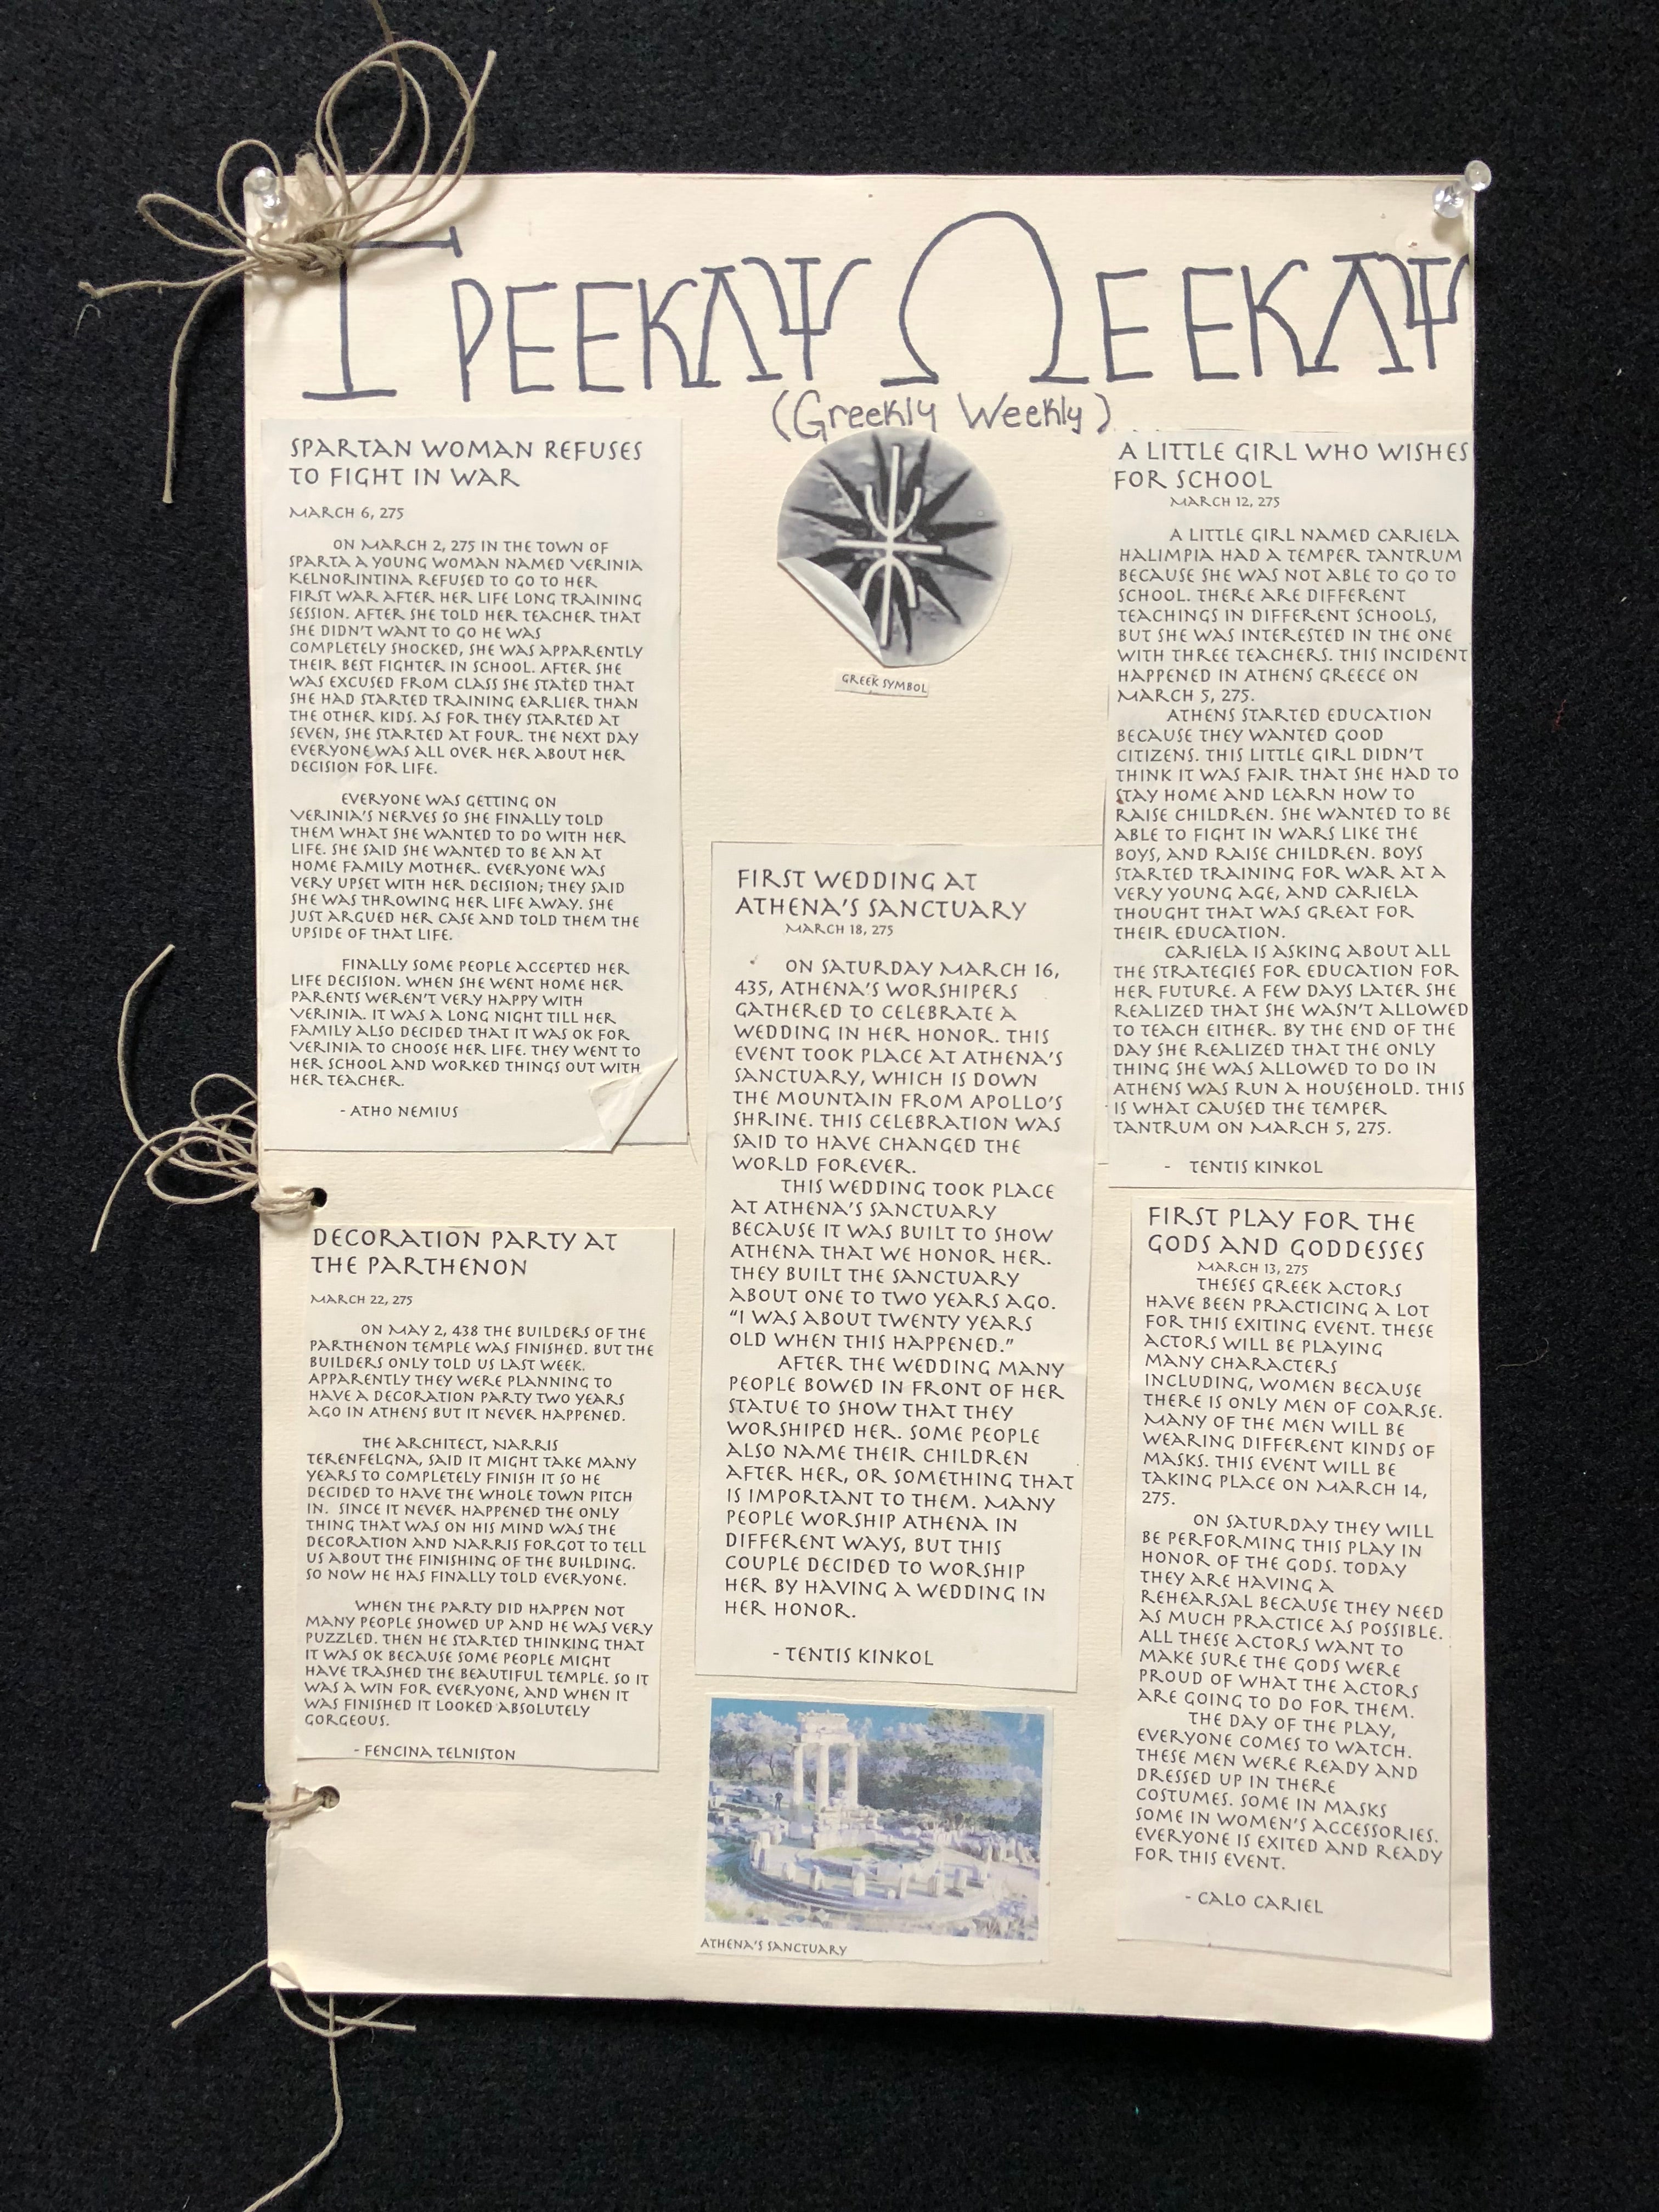 ΓΡΕΕΚΛΨ ΩΕΕΚΛΨ
(Greekly Weekly)
SPARTAN WOMAN REFUSES
TO FIGHT IN WAR
MARCH 6, 275
ON MARCH 2, 275 IN THE TOWN OF
SPARTA A YOUNG WOMAN NAMED VERINIA
KELNORINTINA REFUSED TO GO TO HER
FIRST WAR AFTER HER LIFE LONG TRAINING
SESSION. AFTER SHE TOLD HER TEACHER THAT
SHE DIDN'T WANT TO GO HE WAS
COMPLETELY SHOCKED, SHE WAS APPARENTLY
THEIR BEST FIGHTER IN SCHOOL. AFTER SHE
WAS EXCUSED FROM CLASS SHE STATED THAT
SHE HAD STARTED TRAINING EARLIER THAN
THE OTHER KIDS. AS FOR THEY STARTED AT
SEVEN, SHE STARTED AT FOUR. THE NEXT DAY
EVERYONE WAS ALL OVER HER ABOUT HER
DECISION FOR LIFE.
EVERYONE WAS GETTING ON
VERINIA'S NERVES SO SHE FINALLY TOLD
THEM WHAT SHE WANTED TO DO WITH HER
LIFE. SHE SAID SHE WANTED TO BE AN AT
HOME FAMILY MOTHER. EVERYONE WAS
VERY UPSET WITH HER DECISION; THEY SAID
SHE WAS THROWING HER LIFE AWAY. SHE
JUST ARGUED HER CASE AND TOLD THEM THE
UPSIDE OF THAT LIFE.
FINALLY SOME PEOPLE ACCEPTED HER
LIFE DECISION. WHEN SHE WENT HOME HER
PARENTS WEREN'T VERY HAPPY WITH
VERINIA. IT WAS A LONG NIGHT TILL HER
FAMILY ALSO DECIDED THAT IT WAS OK FOR
VERINIA TO CHOOSE HER LIFE. THEY WENT TO
HER SCHOOL AND WORKED THINGS OUT WITH
HER TEACHER.
- ATHO NEMIUS
DECORATION PARTY AT
THE PARTHENON
MARCH 22, 275
ON MAY 2, 438 THE BUILDERS OF THE
PARTHENON TEMPLE WAS FINISHED. BUT THE
BUILDERS ONLY TOLD US LAST WEEK.
APPARENTLY THEY WERE PLANNING TO
HAVE A DECORATION PARTY TWO YEARS
AGO IN ATHENS BUT IT NEVER HAPPENED.
THE ARCHITECT, NARRIS
TERENFELGNA, SAID IT MIGHT TAKE MANY
YEARS TO COMPLETELY FINISH IT SO HE
DECIDED TO HAVE THE WHOLE TOWN PITCH
IN. SINCE IT NEVER HAPPENED THE ONLY
THING THAT WAS ON HIS MIND WAS THE
DECORATION AND NARRIS FORGOT TO TELL
US ABOUT THE FINISHING OF THE BUILDING.
SO NOW HE HAS FINALLY TOLD EVERYONE.
WHEN THE PARTY DID HAPPEN NOT
MANY PEOPLE SHOWED UP AND HE WAS VERY
PUZZLED. THEN HE STARTED THINKING THAT
IT WAS OK BECAUSE SOME PEOPLE MIGHT
HAVE TRASHED THE BEAUTIFUL TEMPLE. SO IT
WAS A WIN FOR EVERYONE, AND WHEN IT
WAS FINISHED IT LOOKED ABSOLUTELY
GORGEOUS.
- FENCINA TELNISTON
GREEK SYMBOL
FIRST WEDDING AT
ATHENA'S SANCTUARY
MARCH 18, 275
ON SATURDAY MARCH 16,
435, ATHENA'S WORSHIPERS
GATHERED TO CELEBRATE A
WEDDING IN HER HONOR. THIS
EVENT TOOK PLACE AT ATHENA'S
SANCTUARY, WHICH IS DOWN
THE MOUNTAIN FROM APOLLO'S
SHRINE. THIS CELEBRATION WAS
SAID TO HAVE CHANGED THE
WORLD FOREVER.
THIS WEDDING TOOK PLACE
AT ATHENA'S SANCTUARY
BECAUSE IT WAS BUILT TO SHOW
ATHENA THAT WE HONOR HER.
THEY BUILT THE SANCTUARY
ABOUT ONE TO TWO YEARS AGO.
"I WAS ABOUT TWENTY YEARS
OLD WHEN THIS HAPPENED."
AFTER THE WEDDING MANY
PEOPLE BOWED IN FRONT OF HER
STATUE TO SHOW THAT THEY
WORSHIPED HER. SOME PEOPLE
ALSO NAME THEIR CHILDREN
AFTER HER, OR SOMETHING THAT
IS IMPORTANT TO THEM. MANY
PEOPLE WORSHIP ATHENA IN
DIFFERENT WAYS, BUT THIS
COUPLE DECIDED TO WORSHIP
HER BY HAVING A WEDDING IN
HER HONOR.
- TENTIS KINKOL
ATHENA'S SANCTUARY
A LITTLE GIRL WHO WISHES
FOR SCHOOL
MARCH 12, 275
A LITTLE GIRL NAMED CARIELA
HALIMPIA HAD A TEMPER TANTRUM
BECAUSE SHE WAS NOT ABLE TO GO TO
SCHOOL. THERE ARE DIFFERENT
TEACHINGS IN DIFFERENT SCHOOLS,
BUT SHE WAS INTERESTED IN THE ONE
WITH THREE TEACHERS. THIS INCIDENT
HAPPENED IN ATHENS GREECE ON
MARCH 5, 275.
ATHENS STARTED EDUCATION
BECAUSE THEY WANTED GOOD
CITIZENS. THIS LITTLE GIRL DIDN'T
THINK IT WAS FAIR THAT SHE HAD TO
STAY HOME AND LEARN HOW TO
RAISE CHILDREN. SHE WANTED TO BE
ABLE TO FIGHT IN WARS LIKE THE
BOYS, AND RAISE CHILDREN. BOYS
STARTED TRAINING FOR WAR AT A
VERY YOUNG AGE, AND CARIELA
THOUGHT THAT WAS GREAT FOR
THEIR EDUCATION.
CARIELA IS ASKING ABOUT ALL
THE STRATEGIES FOR EDUCATION FOR
HER FUTURE. A FEW DAYS LATER SHE
REALIZED THAT SHE WASN'T ALLOWED
TO TEACH EITHER. BY THE END OF THE
DAY SHE REALIZED THAT THE ONLY
THING SHE WAS ALLOWED TO DO IN
ATHENS WAS RUN A HOUSEHOLD. THIS
IS WHAT CAUSED THE TEMPER
TANTRUM ON MARCH 5, 275.
- TENTIS KINKOL
FIRST PLAY FOR THE
GODS AND GODDESSES
MARCH 13, 275
THESES GREEK ACTORS
HAVE BEEN PRACTICING A LOT
FOR THIS EXITING EVENT. THESE
ACTORS WILL BE PLAYING
MANY CHARACTERS
INCLUDING, WOMEN BECAUSE
THERE IS ONLY MEN OF COARSE.
MANY OF THE MEN WILL BE
WEARING DIFFERENT KINDS OF
MASKS. THIS EVENT WILL BE
TAKING PLACE ON MARCH 14,
275.
ON SATURDAY THEY WILL
BE PERFORMING THIS PLAY IN
HONOR OF THE GODS. TODAY
THEY ARE HAVING A
REHEARSAL BECAUSE THEY NEED
AS MUCH PRACTICE AS POSSIBLE.
ALL THESE ACTORS WANT TO
MAKE SURE THE GODS WERE
PROUD OF WHAT THE ACTORS
ARE GOING TO DO FOR THEM.
THE DAY OF THE PLAY,
EVERYONE COMES TO WATCH.
THESE MEN WERE READY AND
DRESSED UP IN THERE
COSTUMES. SOME IN MASKS
SOME IN WOMEN'S ACCESSORIES.
EVERYONE IS EXITED AND READY
FOR THIS EVENT.
- CALO CARIEL